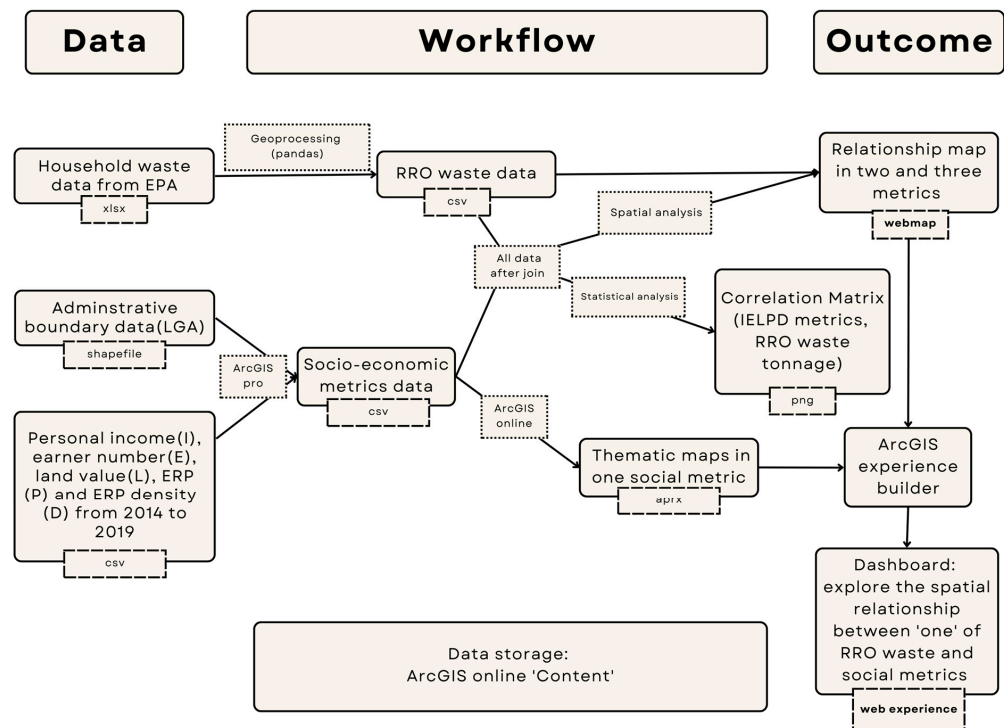 Data
Workflow
Outcome
Household waste
data from EPA
xlsx
Geoprocessing
(pandas)
RRO waste data
csv
Relationship map
in two and three
metrics
webmap
Spatial analysis
All data
after join
Statistical analysis
Correlation Matrix
(IELPD metrics,
RRO waste
tonnage)
png
Adminstrative
boundary data(LGA)
shapefile
ArcGIS
pro
Socio-economic
metrics data
csv
ArcGIS
online
Personal income(I),
earner number(E),
land value(L), ERP
(P) and ERP density
(D) from 2014 to
2019
csv
Thematic maps in
one social metric
aprx
ArcGIS
experience
builder
Dashboard:
explore the spatial
relationship
between 'one' of
RRO waste and
social metrics
web experience
Data storage:
ArcGIS online 'Content'